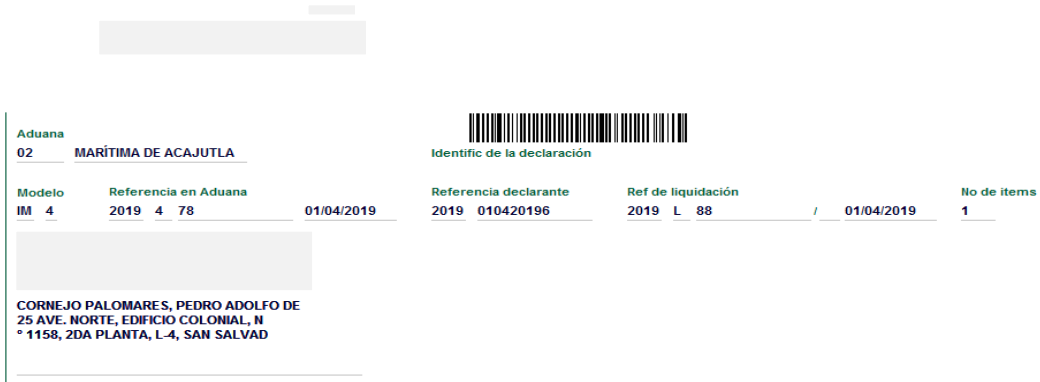 Aduana
02 MARÍTIMA DE ACAJUTLA
Identific de la declaración
Modelo Referencia en Aduana Referencia declarante Ref de liquidación No de items
IM 4 2019 4 78 01/04/2019 2019 010420196 2019 L 88 / 01/04/2019 1
CORNEJO PALOMARES, PEDRO ADOLFO DE
25 AVE. NORTE, EDIFICIO COLONIAL, N
° 1158, 2DA PLANTA, L-4, SAN SALVAD